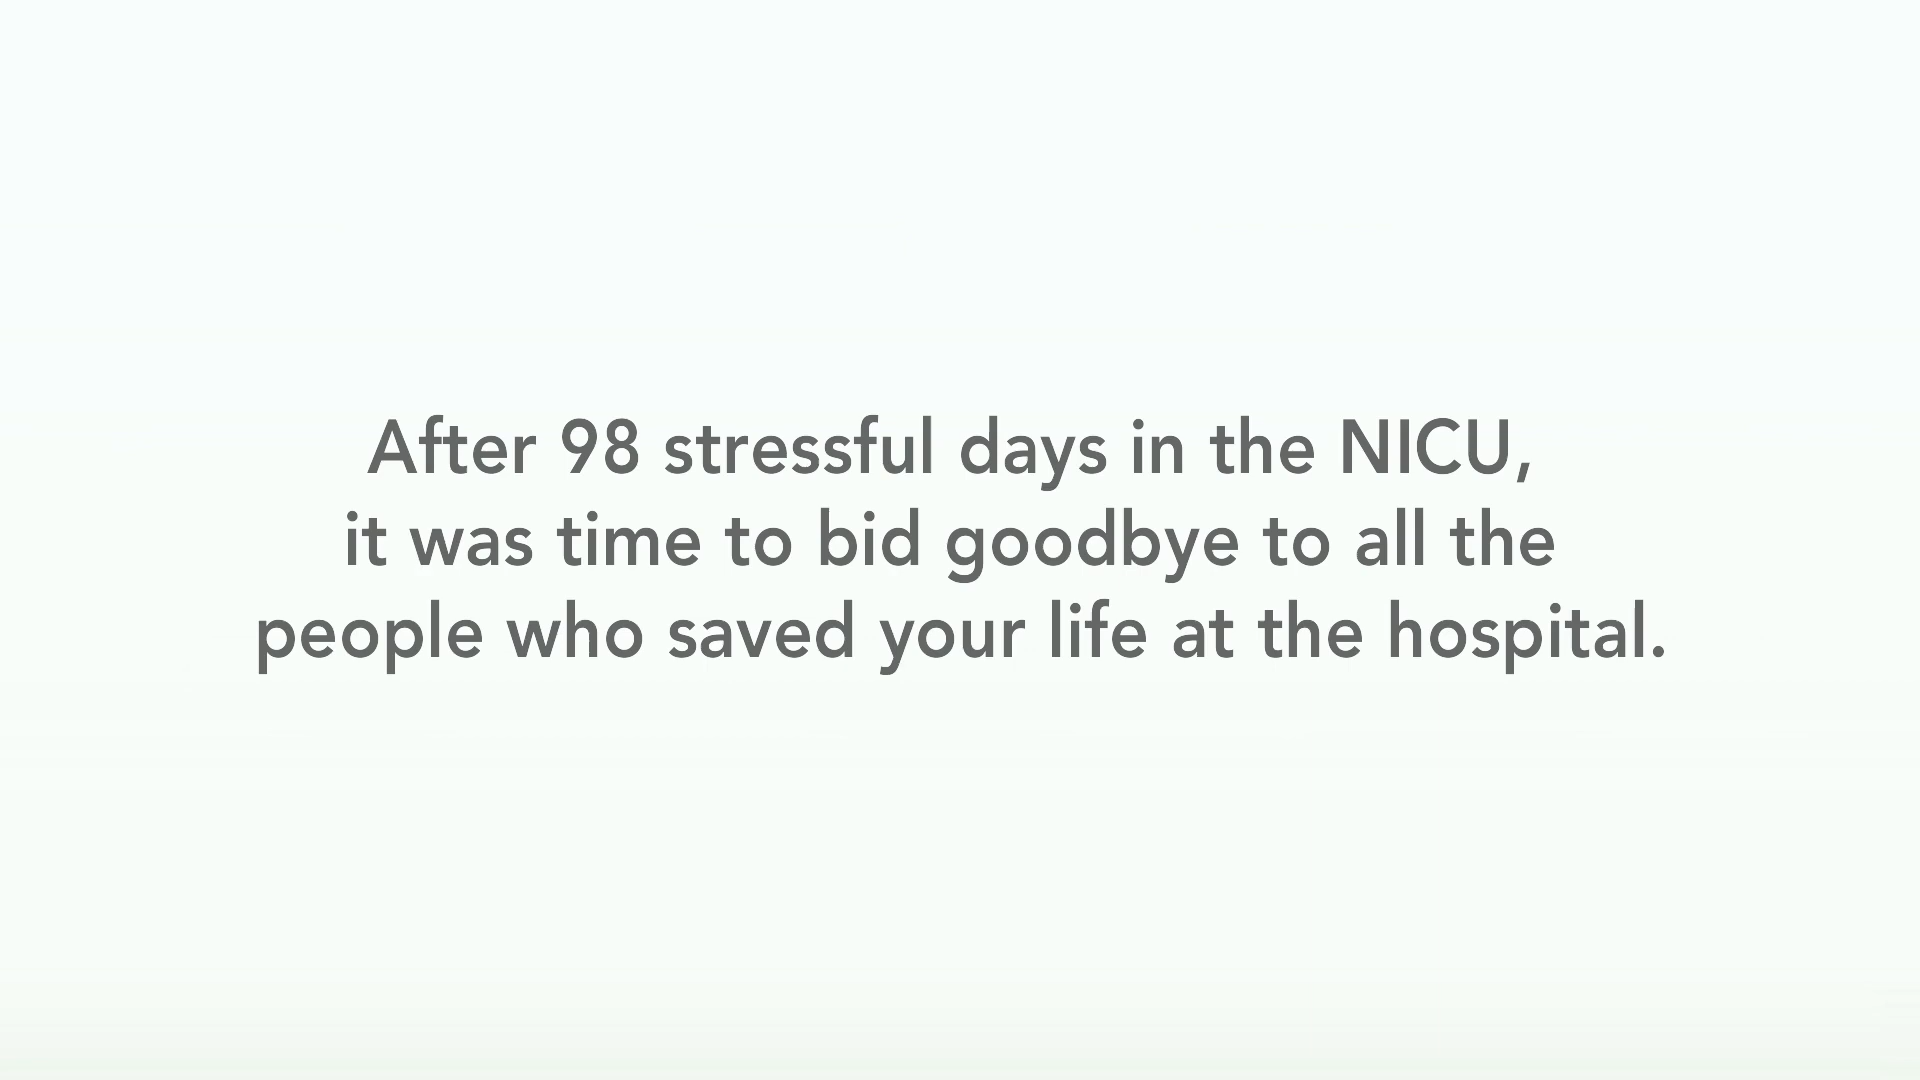 After 98 stressful days in the NICU,
it was time to bid goodbye to all the
people who saved your life at the hospital.